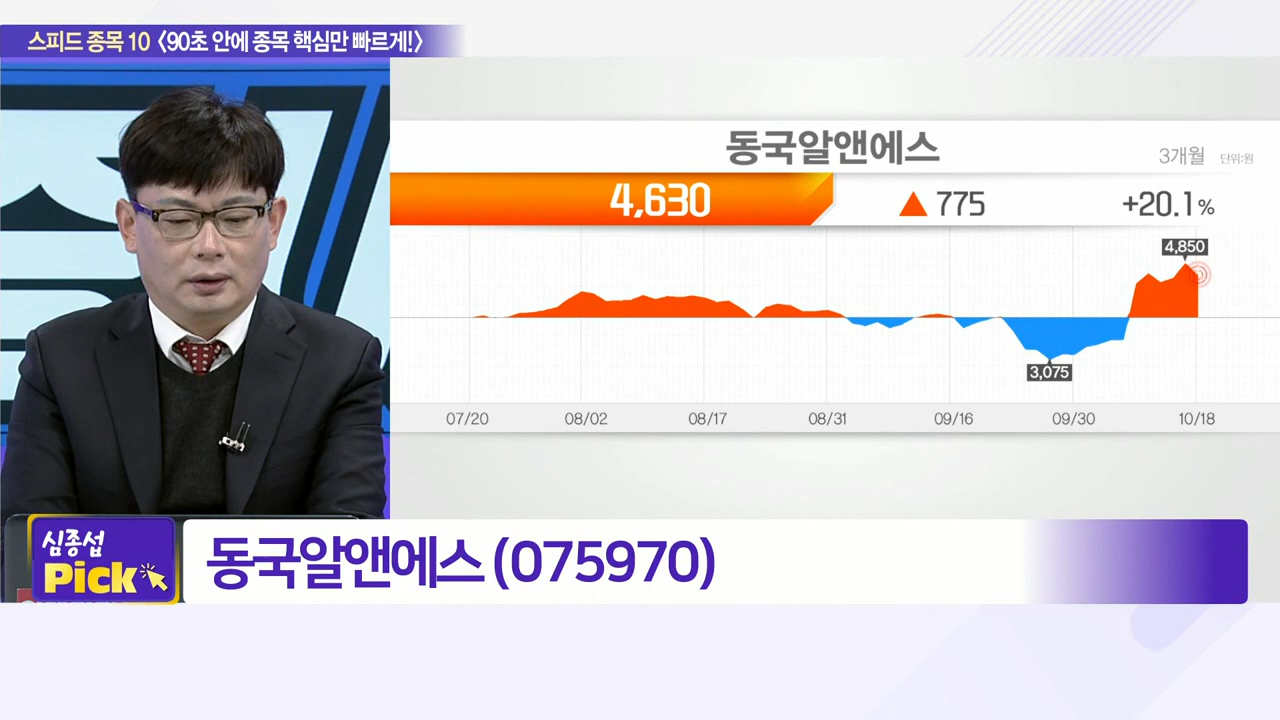 스피드 종목 10 <90초 안에 종목 핵심만 빠르게!>
동국알앤에스
3개월 단위:원
4,630 ▲ 775 +20.1%
4,850
3,075
07/20 08/02 08/17 08/31 09/16 09/30 10/18
심종섭
Pick
동국알앤에스 (075970)